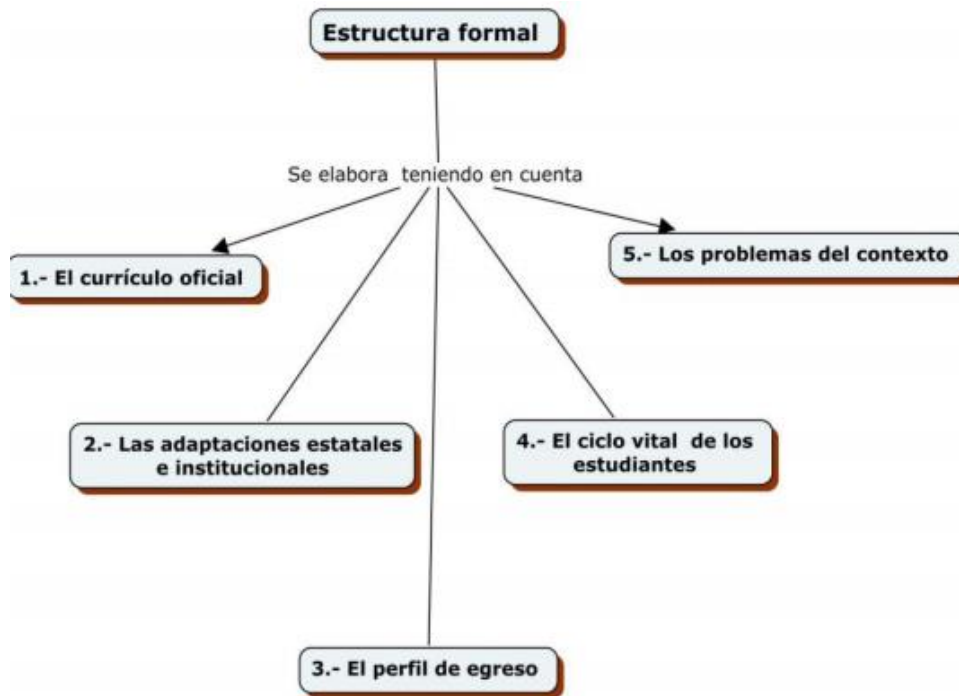 Estructura formal
Se elabora teniendo en cuenta
1.- El currículo oficial
5.- Los problemas del contexto
2.- Las adaptaciones estatales
e institucionales
4.- El ciclo vital de los
estudiantes
3.- El perfil de egreso